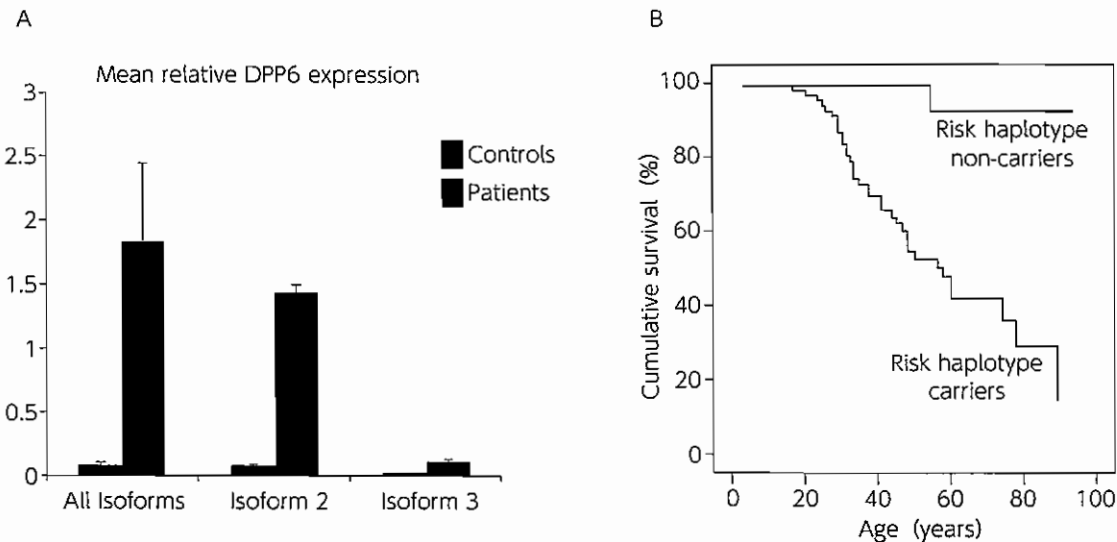 A
Mean relative DPP6 expression
3
2.5
2
1.5
1
0.5
0
Controls
Patients
All Isoforms
Isoform 2
Isoform 3
B
Cumulative survival (%)
100
80
60
40
20
0
Risk haplotype
non-carriers
Risk haplotype
carriers
0 20 40 60 80 100
Age (years)